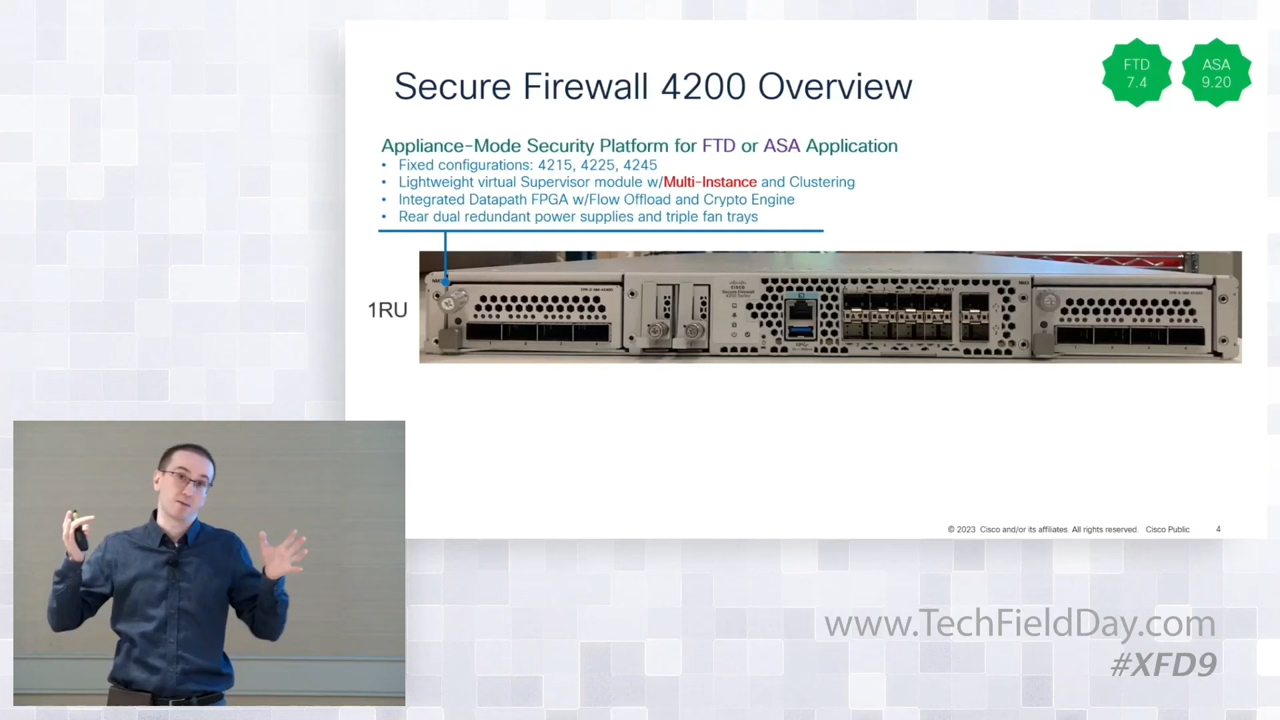 Secure Firewall 4200 Overview
FTD
7.4
ASA
9.20
Appliance-Mode Security Platform for FTD or ASA Application
• Fixed configurations: 4215, 4225, 4245
• Lightweight virtual Supervisor module w/Multi-Instance and Clustering
• Integrated Datapath FPGA w/Flow Offload and Crypto Engine
• Rear dual redundant power supplies and triple fan trays
1RU
© 2023 Cisco and/or its affiliates. All rights reserved. Cisco Public 4
www.TechFieldDay.com
#XFD9